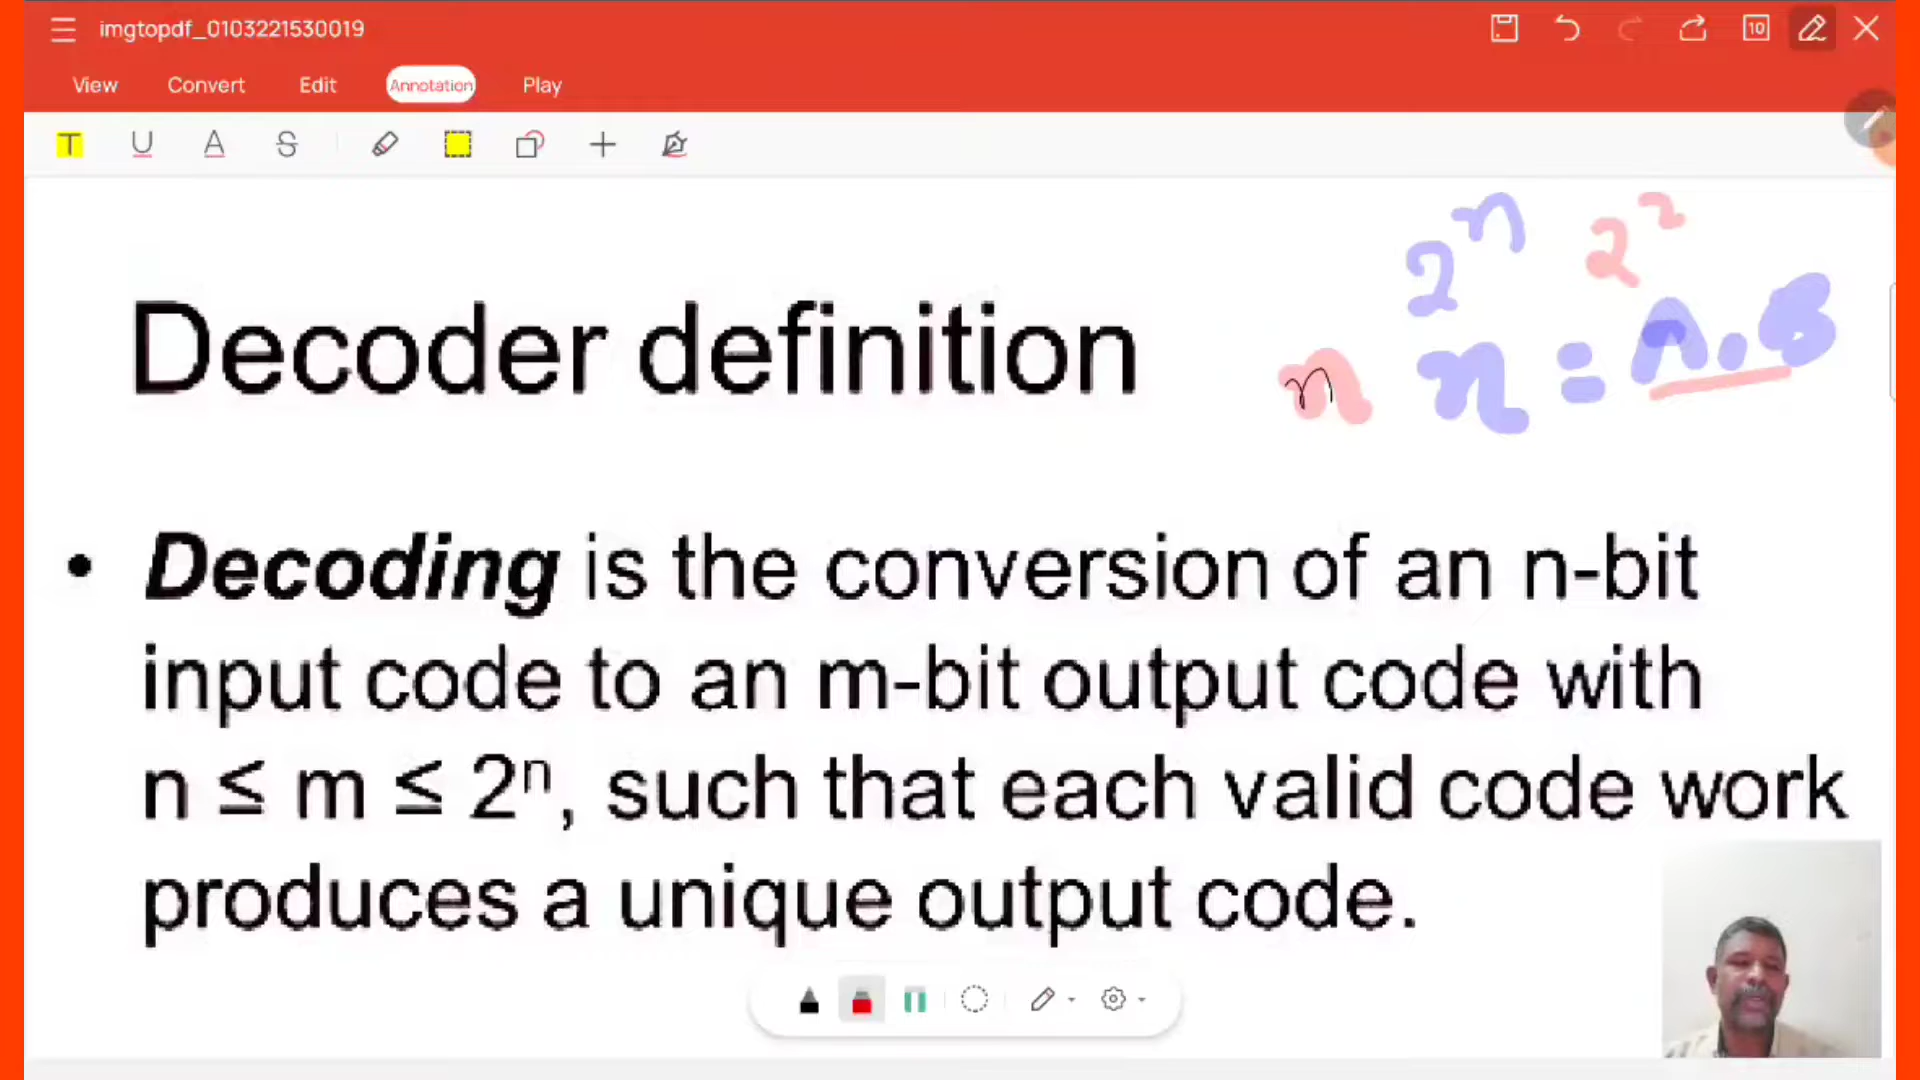 imgtopdf_0103221530019
10
View Convert Edit Annotation Play
T U A S
2ⁿ 2²
Decoder definition
n n = A, B
• Decoding is the conversion of an n-bit
input code to an m-bit output code with
n ≤ m ≤ 2ⁿ, such that each valid code work
produces a unique output code.